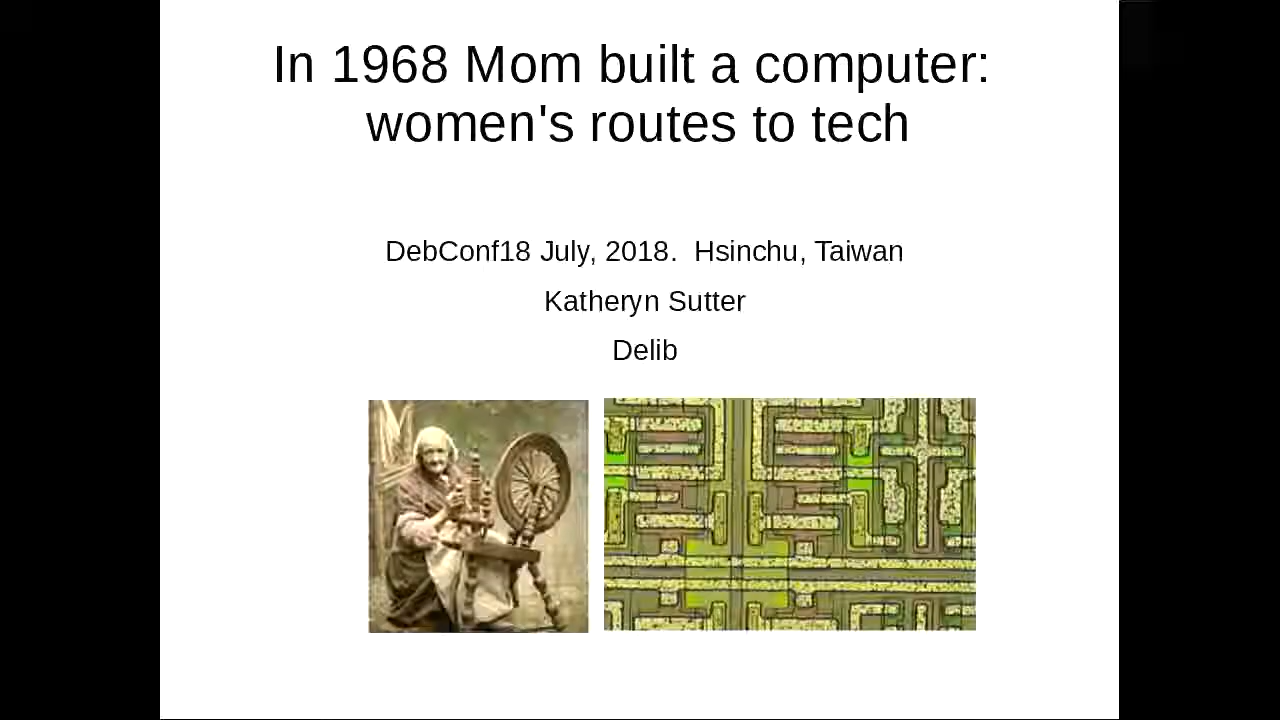 In 1968 Mom built a computer:
women's routes to tech
DebConf18 July, 2018.  Hsinchu, Taiwan
Katheryn Sutter
Delib